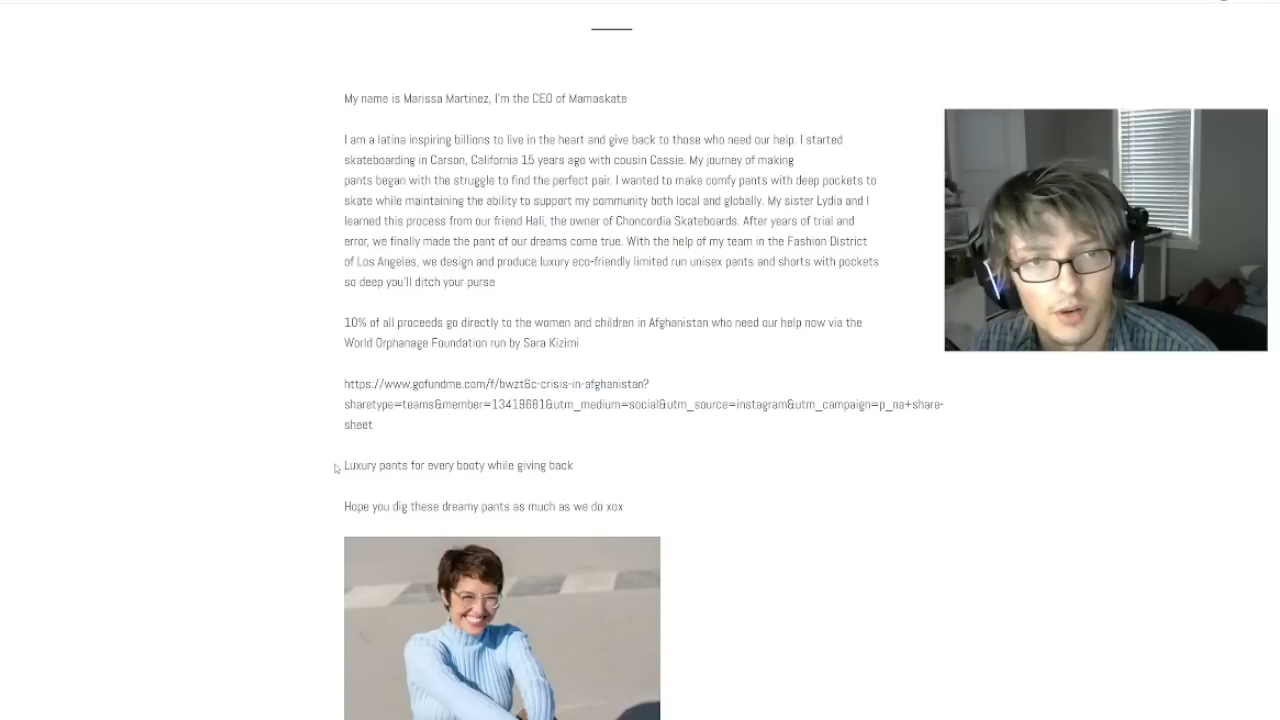 My name is Marissa Martinez, I'm the CEO of Mamaskate
I am a latina inspiring billions to live in the heart and give back to those who need our help. I started
skateboarding in Carson, California 15 years ago with cousin Cassie. My journey of making
pants began with the struggle to find the perfect pair. I wanted to make comfy pants with deep pockets to
skate while maintaining the ability to support my community both local and globally. My sister Lydia and I
learned this process from our friend Hali, the owner of Choncordia Skateboards. After years of trial and
error, we finally made the pant of our dreams come true. With the help of my team in the Fashion District
of Los Angeles, we design and produce luxury eco-friendly limited run unisex pants and shorts with pockets
so deep you'll ditch your purse
10% of all proceeds go directly to the women and children in Afghanistan who need our help now via the
World Orphanage Foundation run by Sara Kizimi
https://www.gofundme.com/f/bwzt6c-crisis-in-afghanistan?
sharetype=teams&member=13419681&utm_medium=social&utm_source=instagram&utm_campaign=p_na+share-
sheet
Luxury pants for every booty while giving back
Hope you dig these dreamy pants as much as we do xox